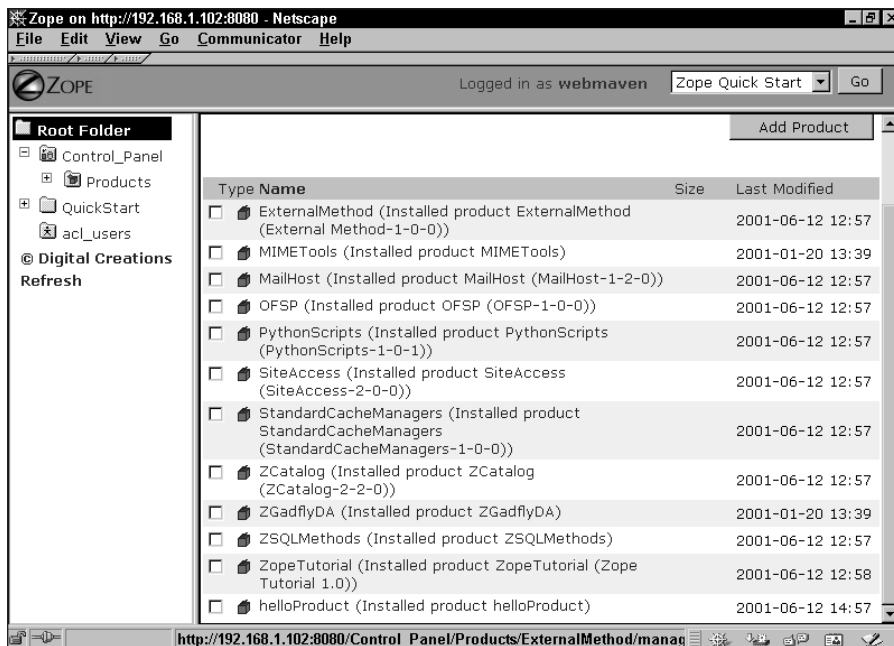 Zope on http://192.168.1.102:8080 - Netscape
File Edit View Go Communicator Help
ZOPE
Logged in as webmaven
Zope Quick Start
Go
Root Folder
Control_Panel
Products
QuickStart
acl_users
© Digital Creations
Refresh
Add Product
Type Name Size Last Modified
ExternalMethod (Installed product ExternalMethod
(External Method-1-0-0))
2001-06-12 12:57
MIMETools (Installed product MIMETools) 2001-01-20 13:39
MailHost (Installed product MailHost (MailHost-1-2-0)) 2001-06-12 12:57
OFSP (Installed product OFSP (OFSP-1-0-0)) 2001-06-12 12:57
PythonScripts (Installed product PythonScripts
(PythonScripts-1-0-1))
2001-06-12 12:57
SiteAccess (Installed product SiteAccess
(SiteAccess-2-0-0))
2001-06-12 12:57
StandardCacheManagers (Installed product
StandardCacheManagers
(StandardCacheManagers-1-0-0))
2001-06-12 12:57
ZCatalog (Installed product ZCatalog
(ZCatalog-2-2-0))
2001-06-12 12:57
ZGadflyDA (Installed product ZGadflyDA) 2001-01-20 13:39
ZSQLMethods (Installed product ZSQLMethods) 2001-06-12 12:57
ZopeTutorial (Installed product ZopeTutorial (Zope
Tutorial 1.0))
2001-06-12 12:58
helloProduct (Installed product helloProduct) 2001-06-12 14:57
http://192.168.1.102:8080/Control_Panel/Products/ExternalMethod/manag